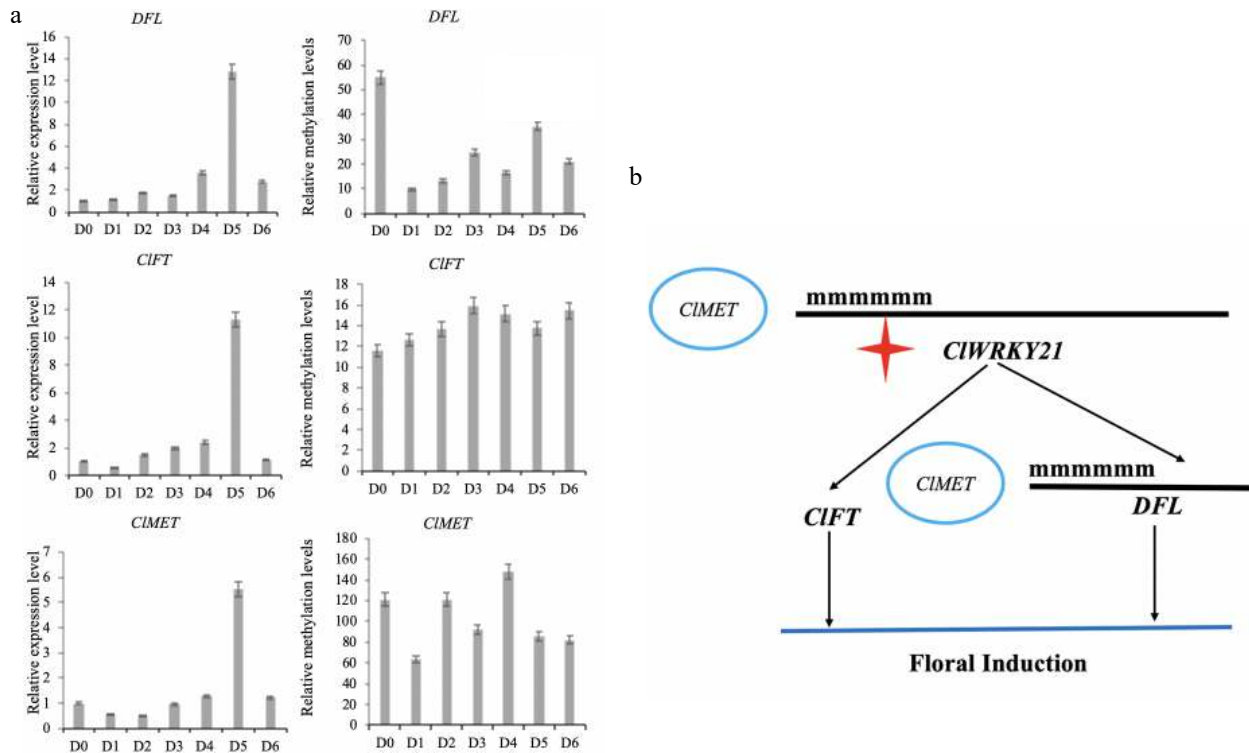 a
DFL
Relative expression level
16
14
12
10
8
6
4
2
0
D0 D1 D2 D3 D4 D5 D6
DFL
Relative methylation levels
70
60
50
40
30
20
10
0
D0 D1 D2 D3 D4 D5 D6
ClFT
Relative expression level
14
12
10
8
6
4
2
0
D0 D1 D2 D3 D4 D5 D6
ClFT
Relative methylation levels
18
16
14
12
10
8
6
4
2
0
D0 D1 D2 D3 D4 D5 D6
ClMET
Relative expression level
7
6
5
4
3
2
1
0
D0 D1 D2 D3 D4 D5 D6
ClMET
Relative methylation levels
180
160
140
120
100
80
60
40
20
0
D0 D1 D2 D3 D4 D5 D6
b
ClMET
mmmmmm
ClWRKY21
ClMET
mmmmmm
ClFT
DFL
Floral Induction